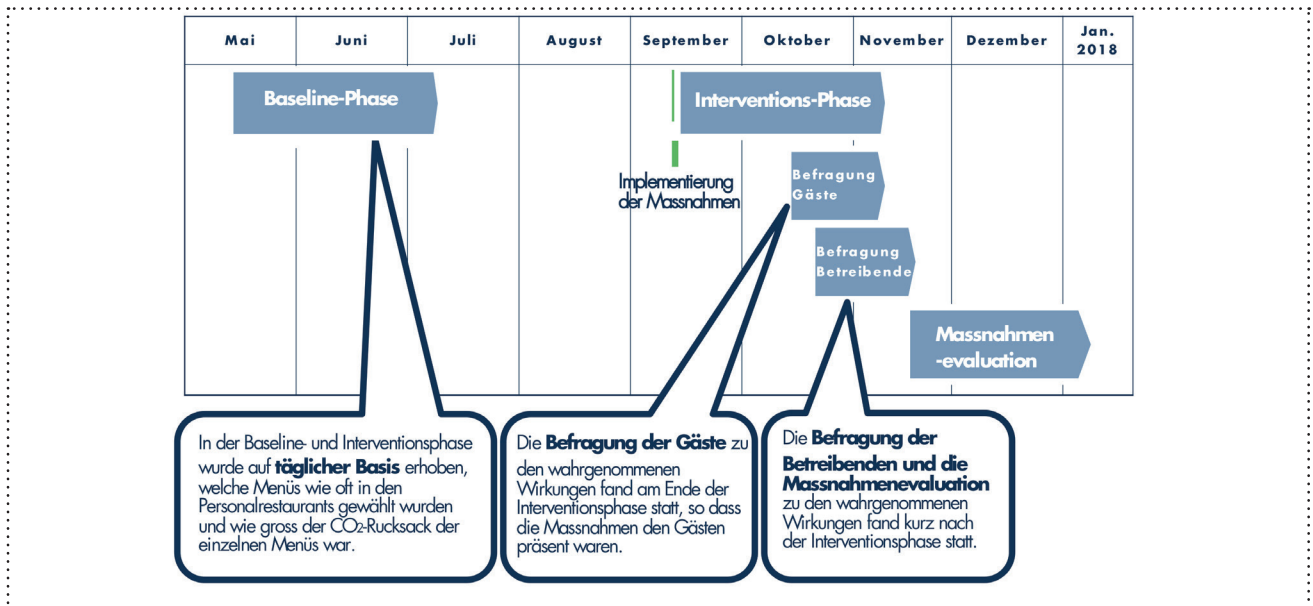 Mai
Juni
Juli
August
September
Oktober
November
Dezember
Jan.
2018
Baseline-Phase
Interventions-Phase
Implementierung
der Massnahmen
Befragung
Gäste
Befragung
Betreibende
Massnahmen
-evaluation
In der Baseline- und Interventionsphase
wurde auf täglicher Basis erhoben,
welche Menüs wie oft in den
Personalrestaurants gewählt wurden
und wie gross der CO2-Rucksack der
einzelnen Menüs war.
Die Befragung der Gäste zu
den wahrgenommenen
Wirkungen fand am Ende der
Interventionsphase statt, so dass
die Massnahmen den Gästen
präsent waren.
Die Befragung der
Betreibenden und die
Massnahmenevaluation
zu den wahrgenommenen
Wirkungen fand kurz nach
der Interventionsphase statt.